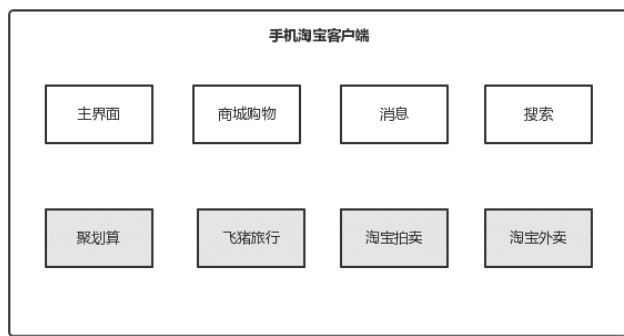 手机淘宝客户端
主界面
商城购物
消息
搜索
聚划算
飞猪旅行
淘宝拍卖
淘宝外卖